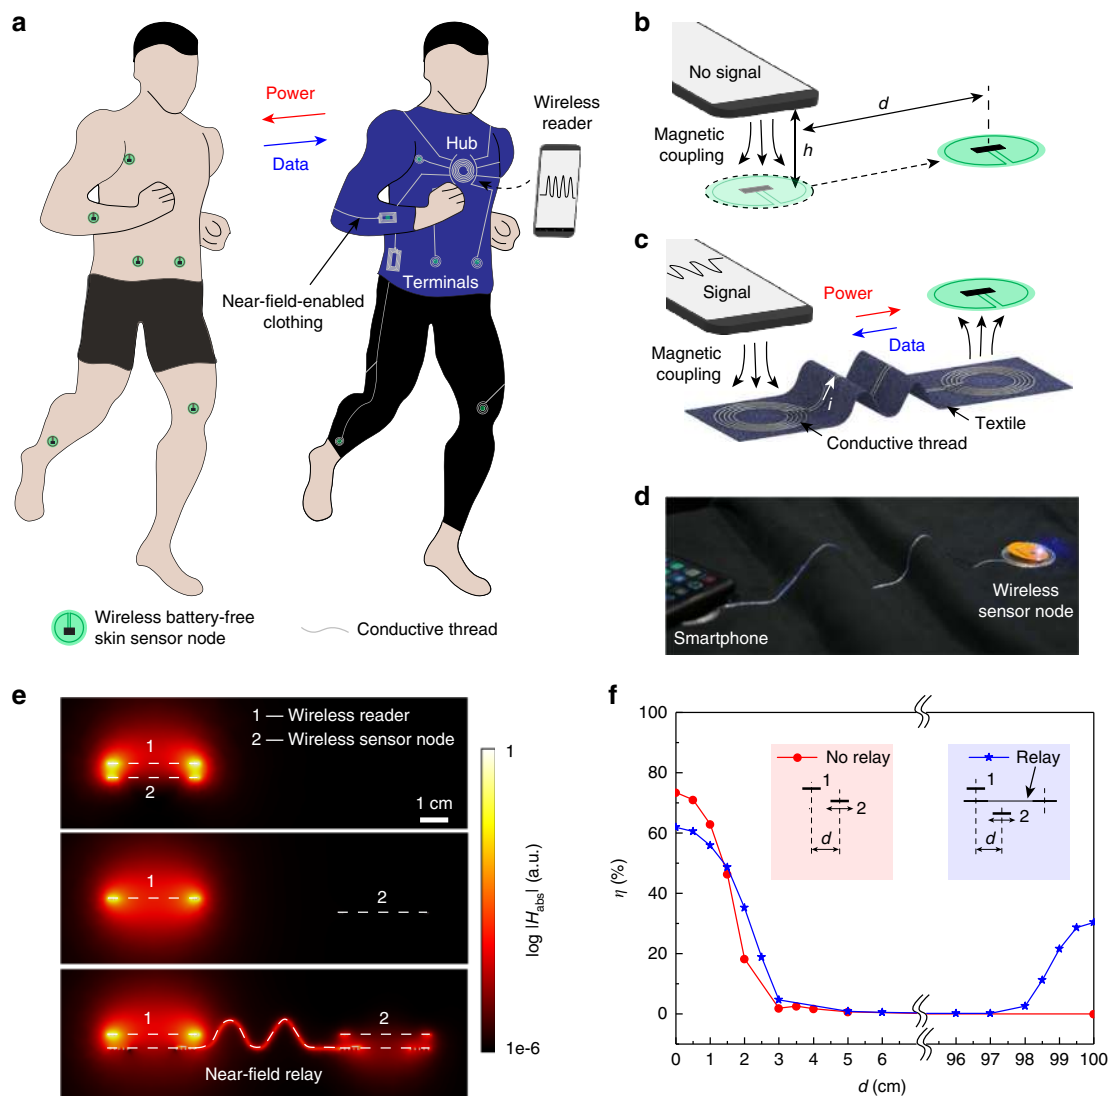 a
Power
Data
Hub
Wireless
reader
Terminals
Near-field-enabled
clothing
Wireless battery-free
skin sensor node
Conductive thread
b
No signal
Magnetic
coupling
d
h
c
Signal
Power
Data
Magnetic
coupling
i
Textile
Conductive thread
d
Smartphone
Wireless
sensor node
e
1 — Wireless reader
2 — Wireless sensor node
1
2
1 cm
1
2
1
2
Near-field relay
1
log |Habs| (a.u.)
1e-6
f
100
80
60
40
20
0
η (%)
No relay
1
2
d
Relay
1
2
d
0 1 2 3 4 5 6 96 97 98 99 100
d (cm)